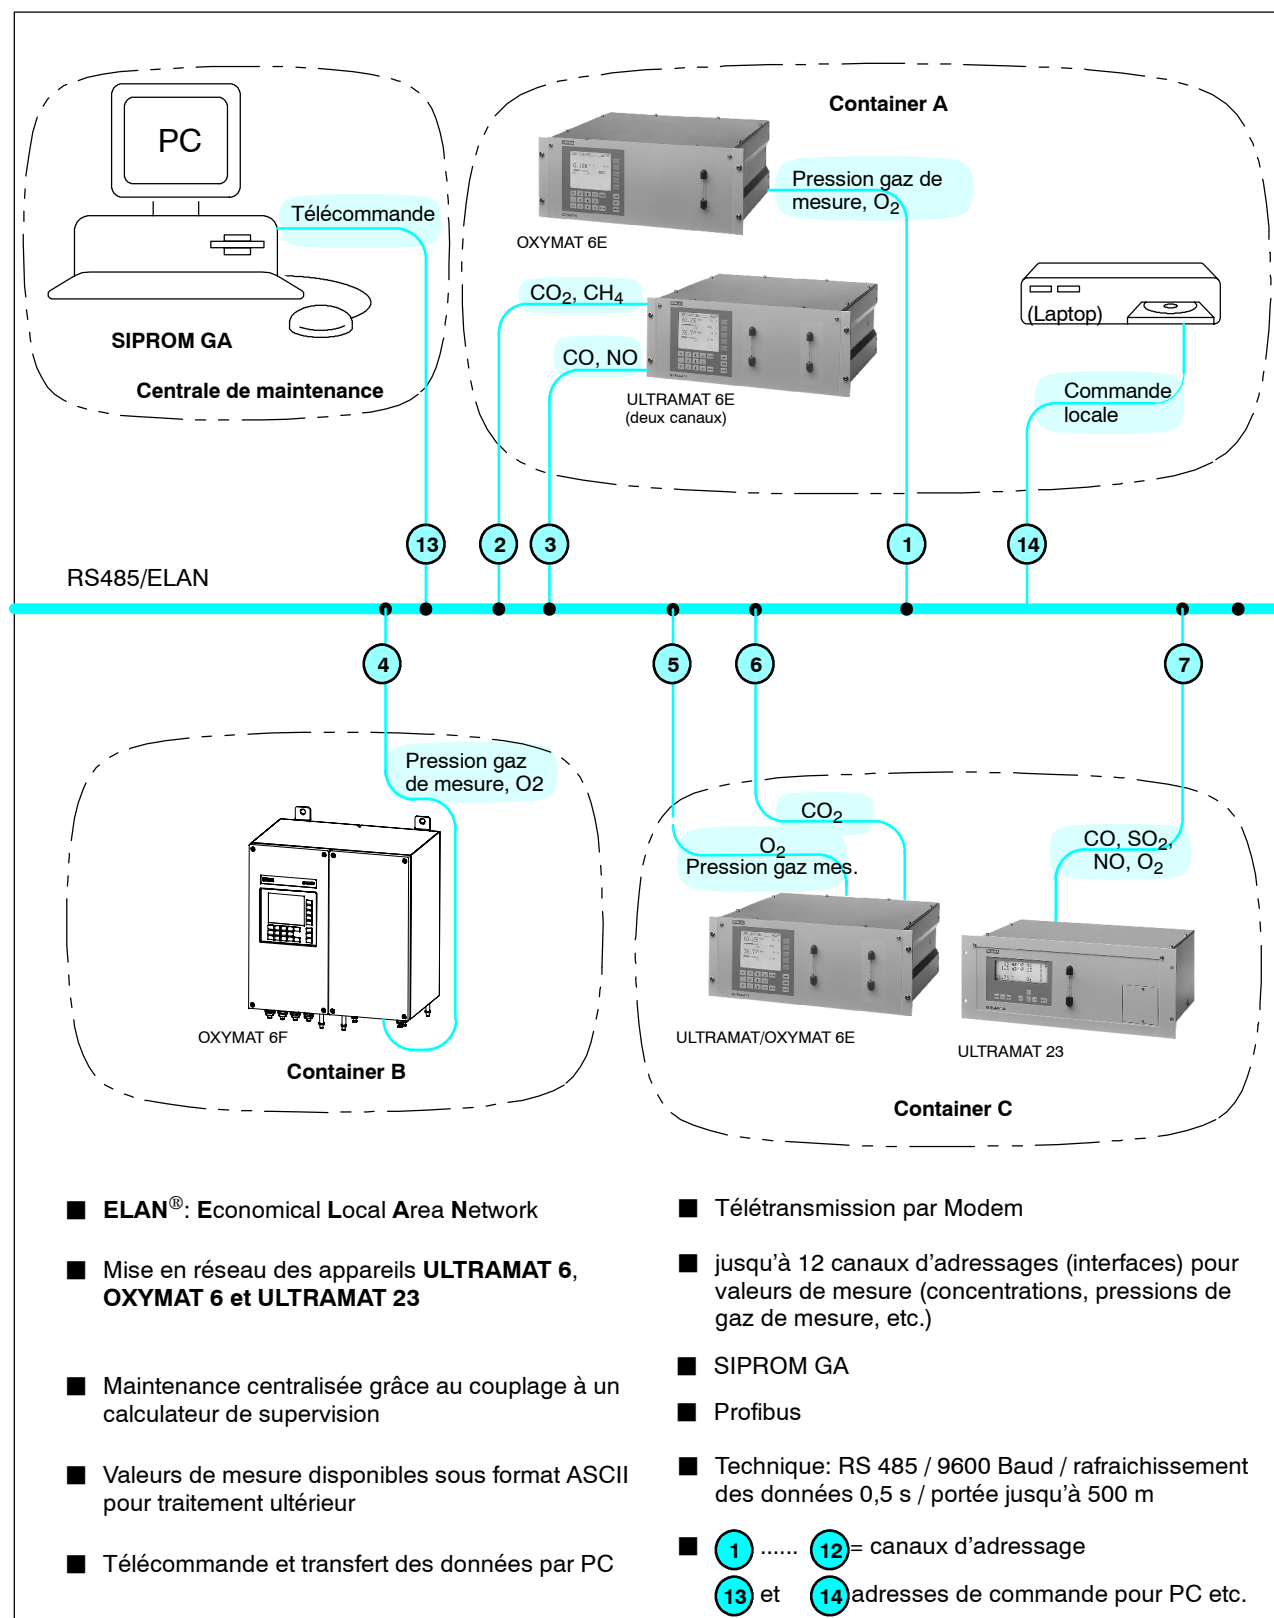 PC
Télécommande
SIPROM GA
Centrale de maintenance
Container A
Pression gaz de
mesure, O2
OXYMAT 6E
CO2, CH4
CO, NO
ULTRAMAT 6E
(deux canaux)
(Laptop)
Commande
locale
13
2
3
1
14
RS485/ELAN
4
5
6
7
Pression gaz
de mesure, O2
OXYMAT 6F
Container B
CO2
O2
Pression gaz mes.
CO, SO2,
NO, O2
ULTRAMAT/OXYMAT 6E
ULTRAMAT 23
Container C
ELAN®: Economical Local Area Network
Mise en réseau des appareils ULTRAMAT 6,
OXYMAT 6 et ULTRAMAT 23
Maintenance centralisée grâce au couplage à un
calculateur de supervision
Valeurs de mesure disponibles sous format ASCII
pour traitement ultérieur
Télécommande et transfert des données par PC
Télétransmission par Modem
jusqu'à 12 canaux d'adressages (interfaces) pour
valeurs de mesure (concentrations, pressions de
gaz de mesure, etc.)
SIPROM GA
Profibus
Technique: RS 485 / 9600 Baud / rafraichissement
des données 0,5 s / portée jusqu'à 500 m
1 ...... 12 = canaux d'adressage
13 et 14 adresses de commande pour PC etc.